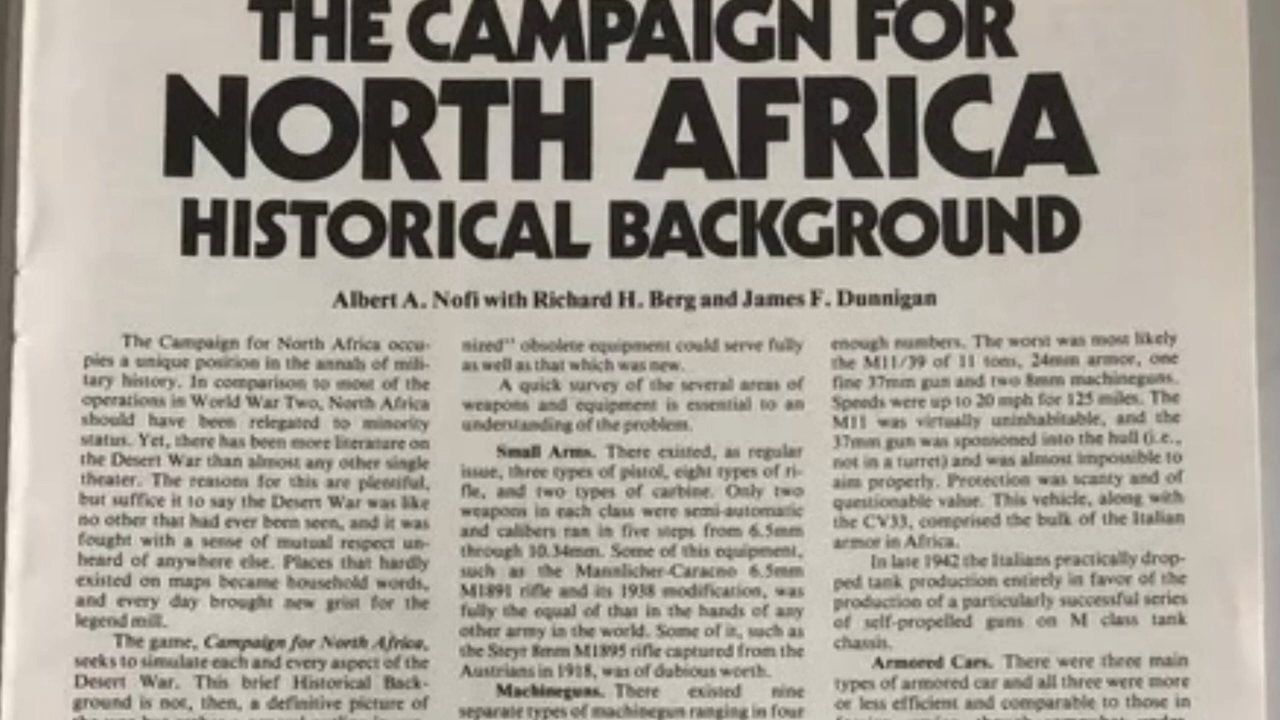 THE CAMPAIGN FOR
NORTH AFRICA
HISTORICAL BACKGROUND
Albert A. Nofi with Richard H. Berg and James F. Dunnigan
The Campaign for North Africa occu-
pies a unique position in the annals of mili-
tary history. In comparison to most of the
operations in World War Two, North Africa
should have been relegated to minority
status. Yet, there has been more literature on
the Desert War than almost any other single
theater. The reasons for this are plentiful,
but suffice it to say the Desert War was like
no other that had ever been seen, and it was
fought with a sense of mutual respect un-
heard of anywhere else. Places that hardly
existed on maps became household words,
and every day brought new grist for the
legend mill.
The game, Campaign for North Africa,
seeks to simulate each and every aspect of the
Desert War. This brief Historical Back-
ground is not, then, a definitive picture of
nized" obsolete equipment could serve fully
as well as that which was new.
A quick survey of the several areas of
weapons and equipment is essential to an
understanding of the problem.
Small Arms. There existed, as regular
issue, three types of pistol, eight types of ri-
fle, and two types of carbine. Only two
weapons in each class were semi-automatic
and calibers ran in five steps from 6.5mm
through 10.34mm. Some of this equipment,
such as the Mannlicher-Caracno 6.5mm
M1891 rifle and its 1938 modification, was
fully the equal of that in the hands of any
other army in the world. Some of it, such as
the Steyr 8mm M1895 rifle captured from the
Austrians in 1918, was of dubious worth.
Machineguns. There existed nine
separate types of machinegun ranging in four
enough numbers. The worst was most likely
the M11/39 of 11 tons, 24mm armor, one
fine 37mm gun and two 8mm machineguns.
Speeds were up to 20 mph for 125 miles. The
M11 was virtually uninhabitable, and the
37mm gun was sponsoned into the hull (i.e.,
not in a turret) and was almost impossible to
aim properly. Protection was scanty and of
questionable value. This vehicle, along with
the CV33, comprised the bulk of the Italian
armor in Africa.
In late 1942 the Italians practically drop-
ped tank production entirely in favor of the
production of a particularly successful series
of self-propelled guns on M class tank
chassis.
Armored Cars. There were three main
types of armored car and all three were more
or less efficient and comparable to those in